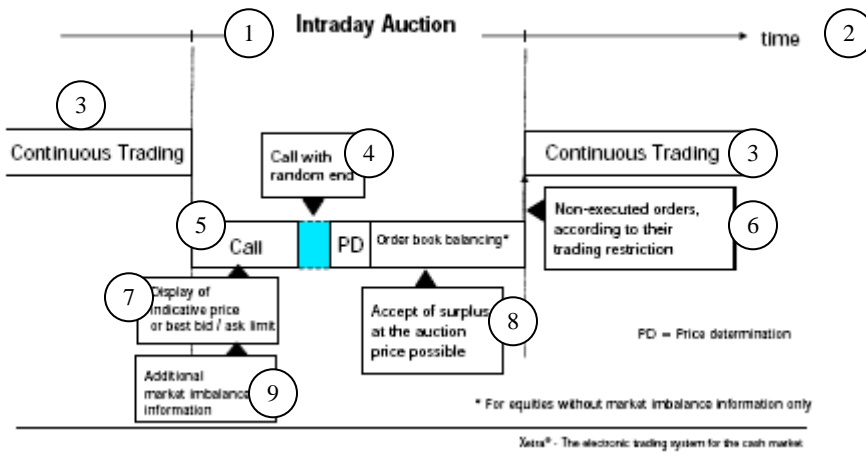 1
Intraday Auction
time
2
3
Continuous Trading
Call with
random end
4
Continuous Trading
3
5
Call
PD
Order book balancing*
Non-executed orders,
according to their
trading restriction
6
7
Display of
indicative price
or best bid / ask limit
Accept of surplus
at the auction
price possible
8
PD = Price determination
Additional
market imbalance
information
9
* For equities without market imbalance information only
Xetra® - The electronic trading system for the cash market